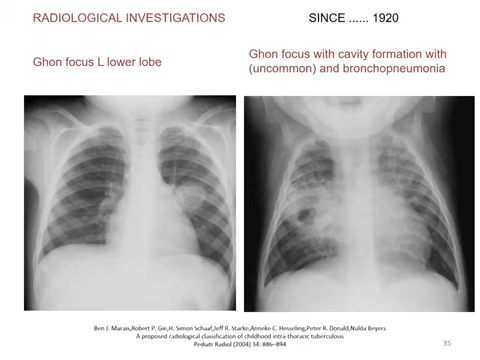 RADIOLOGICAL INVESTIGATIONS
SINCE ...... 1920
Ghon focus L lower lobe
Ghon focus with cavity formation with
(uncommon) and bronchopneumonia
Ben J. Marais,Robert P. Gie,H. Simon Schaaf,Jeff R. Starke,Anneke C. Hesseling,Peter R. Donald,Nulda Beyers
A proposed radiological classification of childhood intra-thoracic tuberculous
Pediatr Radiol (2004) 34: 886–894
35